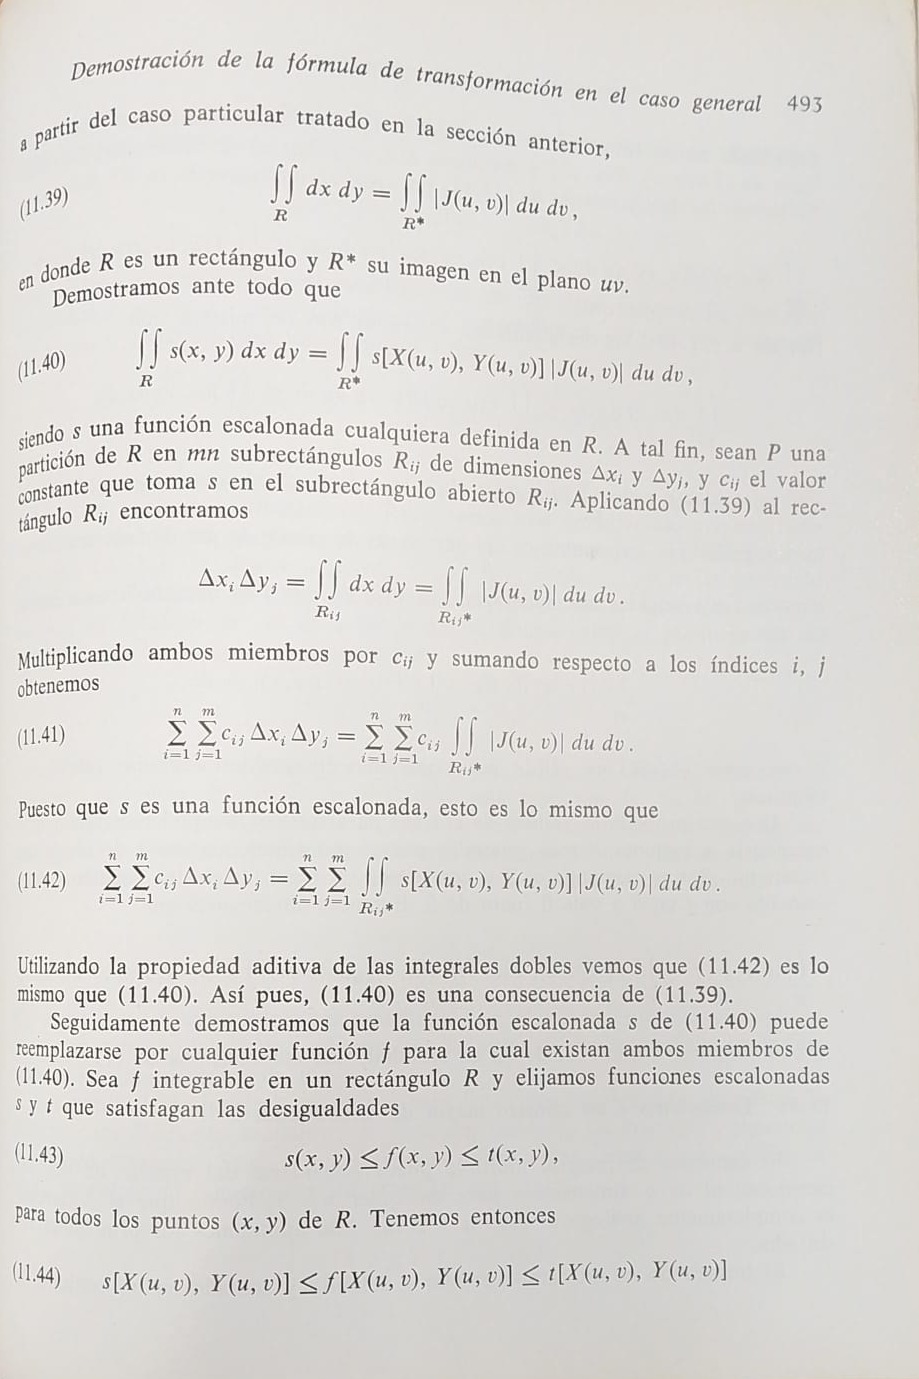 Demostración de la fórmula de transformación en el caso general 493
a partir del caso particular tratado en la sección anterior,
(11.39) ∬_R dx dy = ∬_{R*} |J(u, v)| du dv,
en donde R es un rectángulo y R* su imagen en el plano uv.
Demostramos ante todo que
(11.40) ∬_R s(x, y) dx dy = ∬_{R*} s[X(u, v), Y(u, v)] |J(u, v)| du dv,
siendo s una función escalonada cualquiera definida en R. A tal fin, sean P una
partición de R en mn subrectángulos R_{ij} de dimensiones Δx_i y Δy_j, y c_{ij} el valor
constante que toma s en el subrectángulo abierto R_{ij}. Aplicando (11.39) al rec-
tángulo R_{ij} encontramos
Δx_i Δy_j = ∬_{R_{ij}} dx dy = ∬_{R_{ij}*} |J(u, v)| du dv.
Multiplicando ambos miembros por c_{ij} y sumando respecto a los índices i, j
obtenemos
(11.41) ∑_{i=1}^{n} ∑_{j=1}^{m} c_{ij} Δx_i Δy_j = ∑_{i=1}^{n} ∑_{j=1}^{m} c_{ij} ∬_{R_{ij}*} |J(u, v)| du dv.
Puesto que s es una función escalonada, esto es lo mismo que
(11.42) ∑_{i=1}^{n} ∑_{j=1}^{m} c_{ij} Δx_i Δy_j = ∑_{i=1}^{n} ∑_{j=1}^{m} ∬_{R_{ij}*} s[X(u, v), Y(u, v)] |J(u, v)| du dv.
Utilizando la propiedad aditiva de las integrales dobles vemos que (11.42) es lo
mismo que (11.40). Así pues, (11.40) es una consecuencia de (11.39).
Seguidamente demostramos que la función escalonada s de (11.40) puede
reemplazarse por cualquier función f para la cual existan ambos miembros de
(11.40). Sea f integrable en un rectángulo R y elijamos funciones escalonadas
s y t que satisfagan las desigualdades
(11.43) s(x, y) ≤ f(x, y) ≤ t(x, y),
para todos los puntos (x, y) de R. Tenemos entonces
(11.44) s[X(u, v), Y(u, v)] ≤ f[X(u, v), Y(u, v)] ≤ t[X(u, v), Y(u, v)]